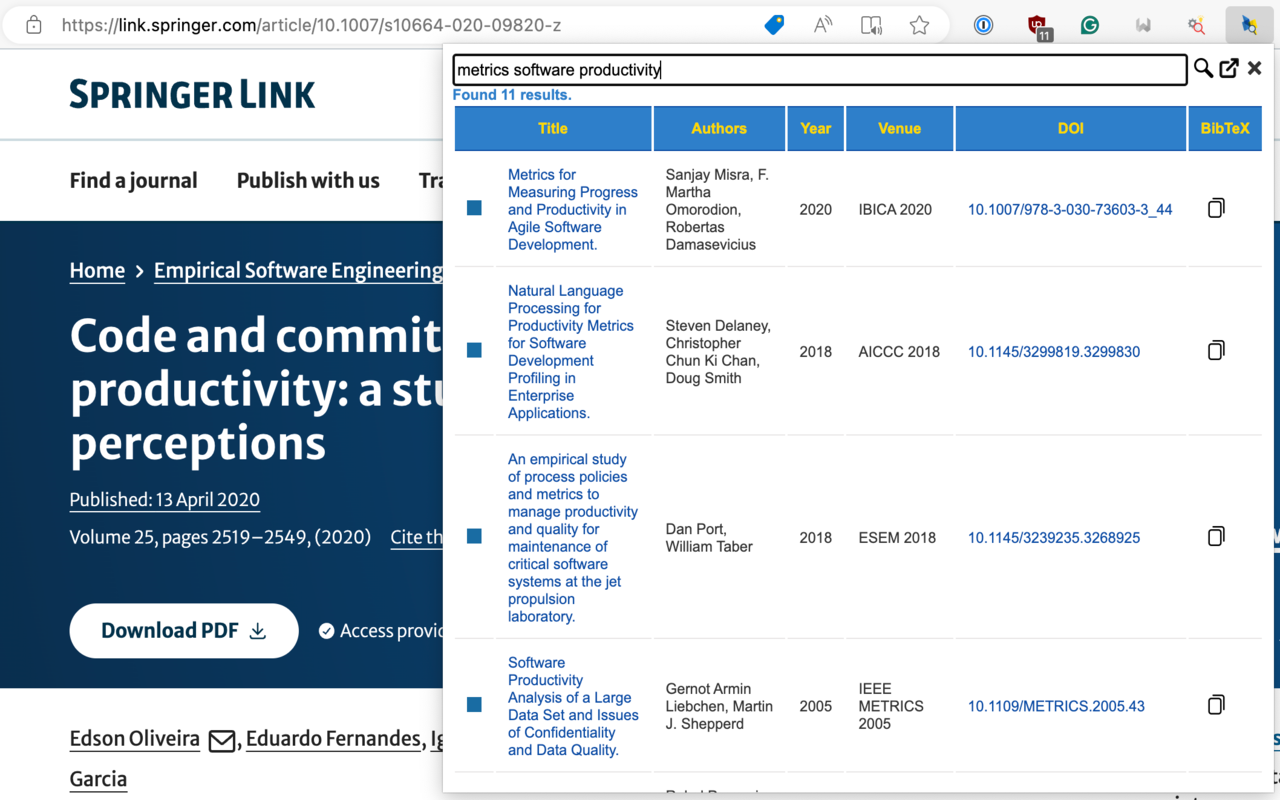 https://link.springer.com/article/10.1007/s10664-020-09820-z
11
SPRINGER LINK
Find a journal
Publish with us
Home > Empirical Software Engineering
Code and commit
productivity: a
perceptions
Published: 13 April 2020
Volume 25, pages 2519–2549, (2020)
Cite
Download PDF
Access
Edson Oliveira , Eduardo Fernandes,
Garcia
metrics software productivity
Found 11 results.
Title
Authors
Year
Venue
DOI
BibTeX
Metrics for
Measuring Progress
and Productivity in
Agile Software
Development.
Sanjay Misra, F.
Martha
Omorodion,
Robertas
Damasevicius
2020
IBICA 2020
10.1007/978-3-030-73603-3_44
Natural Language
Processing for
Productivity Metrics
for Software
Development
Profiling in
Enterprise
Applications.
Steven Delaney,
Christopher
Chun Ki Chan,
Doug Smith
2018
AICCC 2018
10.1145/3299819.3299830
An empirical study
of process policies
and metrics to
manage productivity
and quality for
maintenance of
critical software
systems at the jet
propulsion
laboratory.
Dan Port,
William Taber
2018
ESEM 2018
10.1145/3239235.3268925
Software
Productivity
Analysis of a Large
Data Set and Issues
of Confidentiality
and Data Quality.
Gernot Armin
Liebchen, Martin
J. Shepperd
2005
IEEE
METRICS
2005
10.1109/METRICS.2005.43